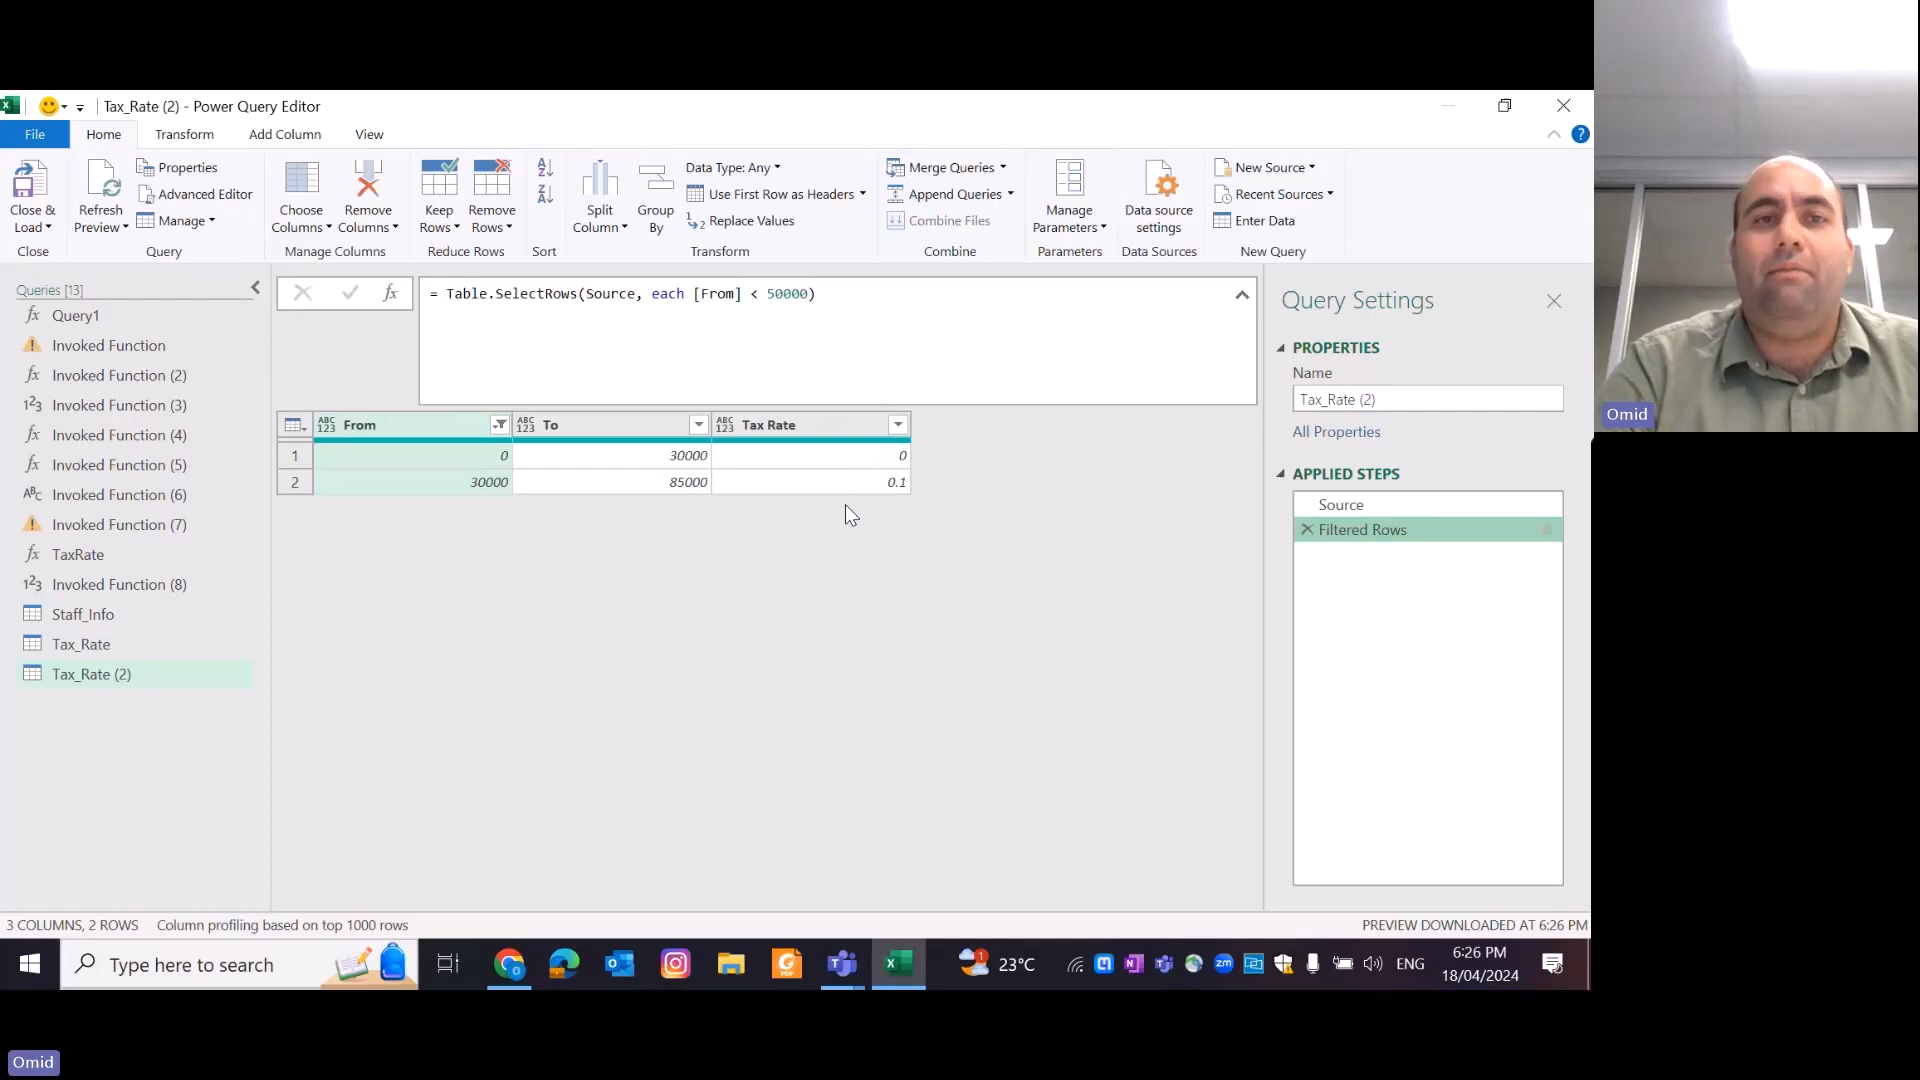 Tax_Rate (2) - Power Query Editor
File Home Transform Add Column View
Close & Load
Close
Refresh Preview
Properties
Advanced Editor
Manage
Query
Choose Columns
Remove Columns
Manage Columns
Keep Rows
Remove Rows
Reduce Rows
Sort
Split Column
Group By
Data Type: Any
Use First Row as Headers
Replace Values
Transform
Merge Queries
Append Queries
Combine Files
Combine
Manage Parameters
Parameters
Data source settings
Data Sources
New Source
Recent Sources
Enter Data
New Query
Queries [13]
Query1
Invoked Function
Invoked Function (2)
Invoked Function (3)
Invoked Function (4)
Invoked Function (5)
Invoked Function (6)
Invoked Function (7)
TaxRate
Invoked Function (8)
Staff_Info
Tax_Rate
Tax_Rate (2)
= Table.SelectRows(Source, each [From] < 50000)
ABC 123 From ABC 123 To ABC 123 Tax Rate
1 0 30000 0
2 30000 85000 0.1
Query Settings
PROPERTIES
Name
Tax_Rate (2)
All Properties
APPLIED STEPS
Source
Filtered Rows
3 COLUMNS, 2 ROWS Column profiling based on top 1000 rows
PREVIEW DOWNLOADED AT 6:26 PM
Type here to search
23°C
ENG
6:26 PM
18/04/2024
Omid
Omid